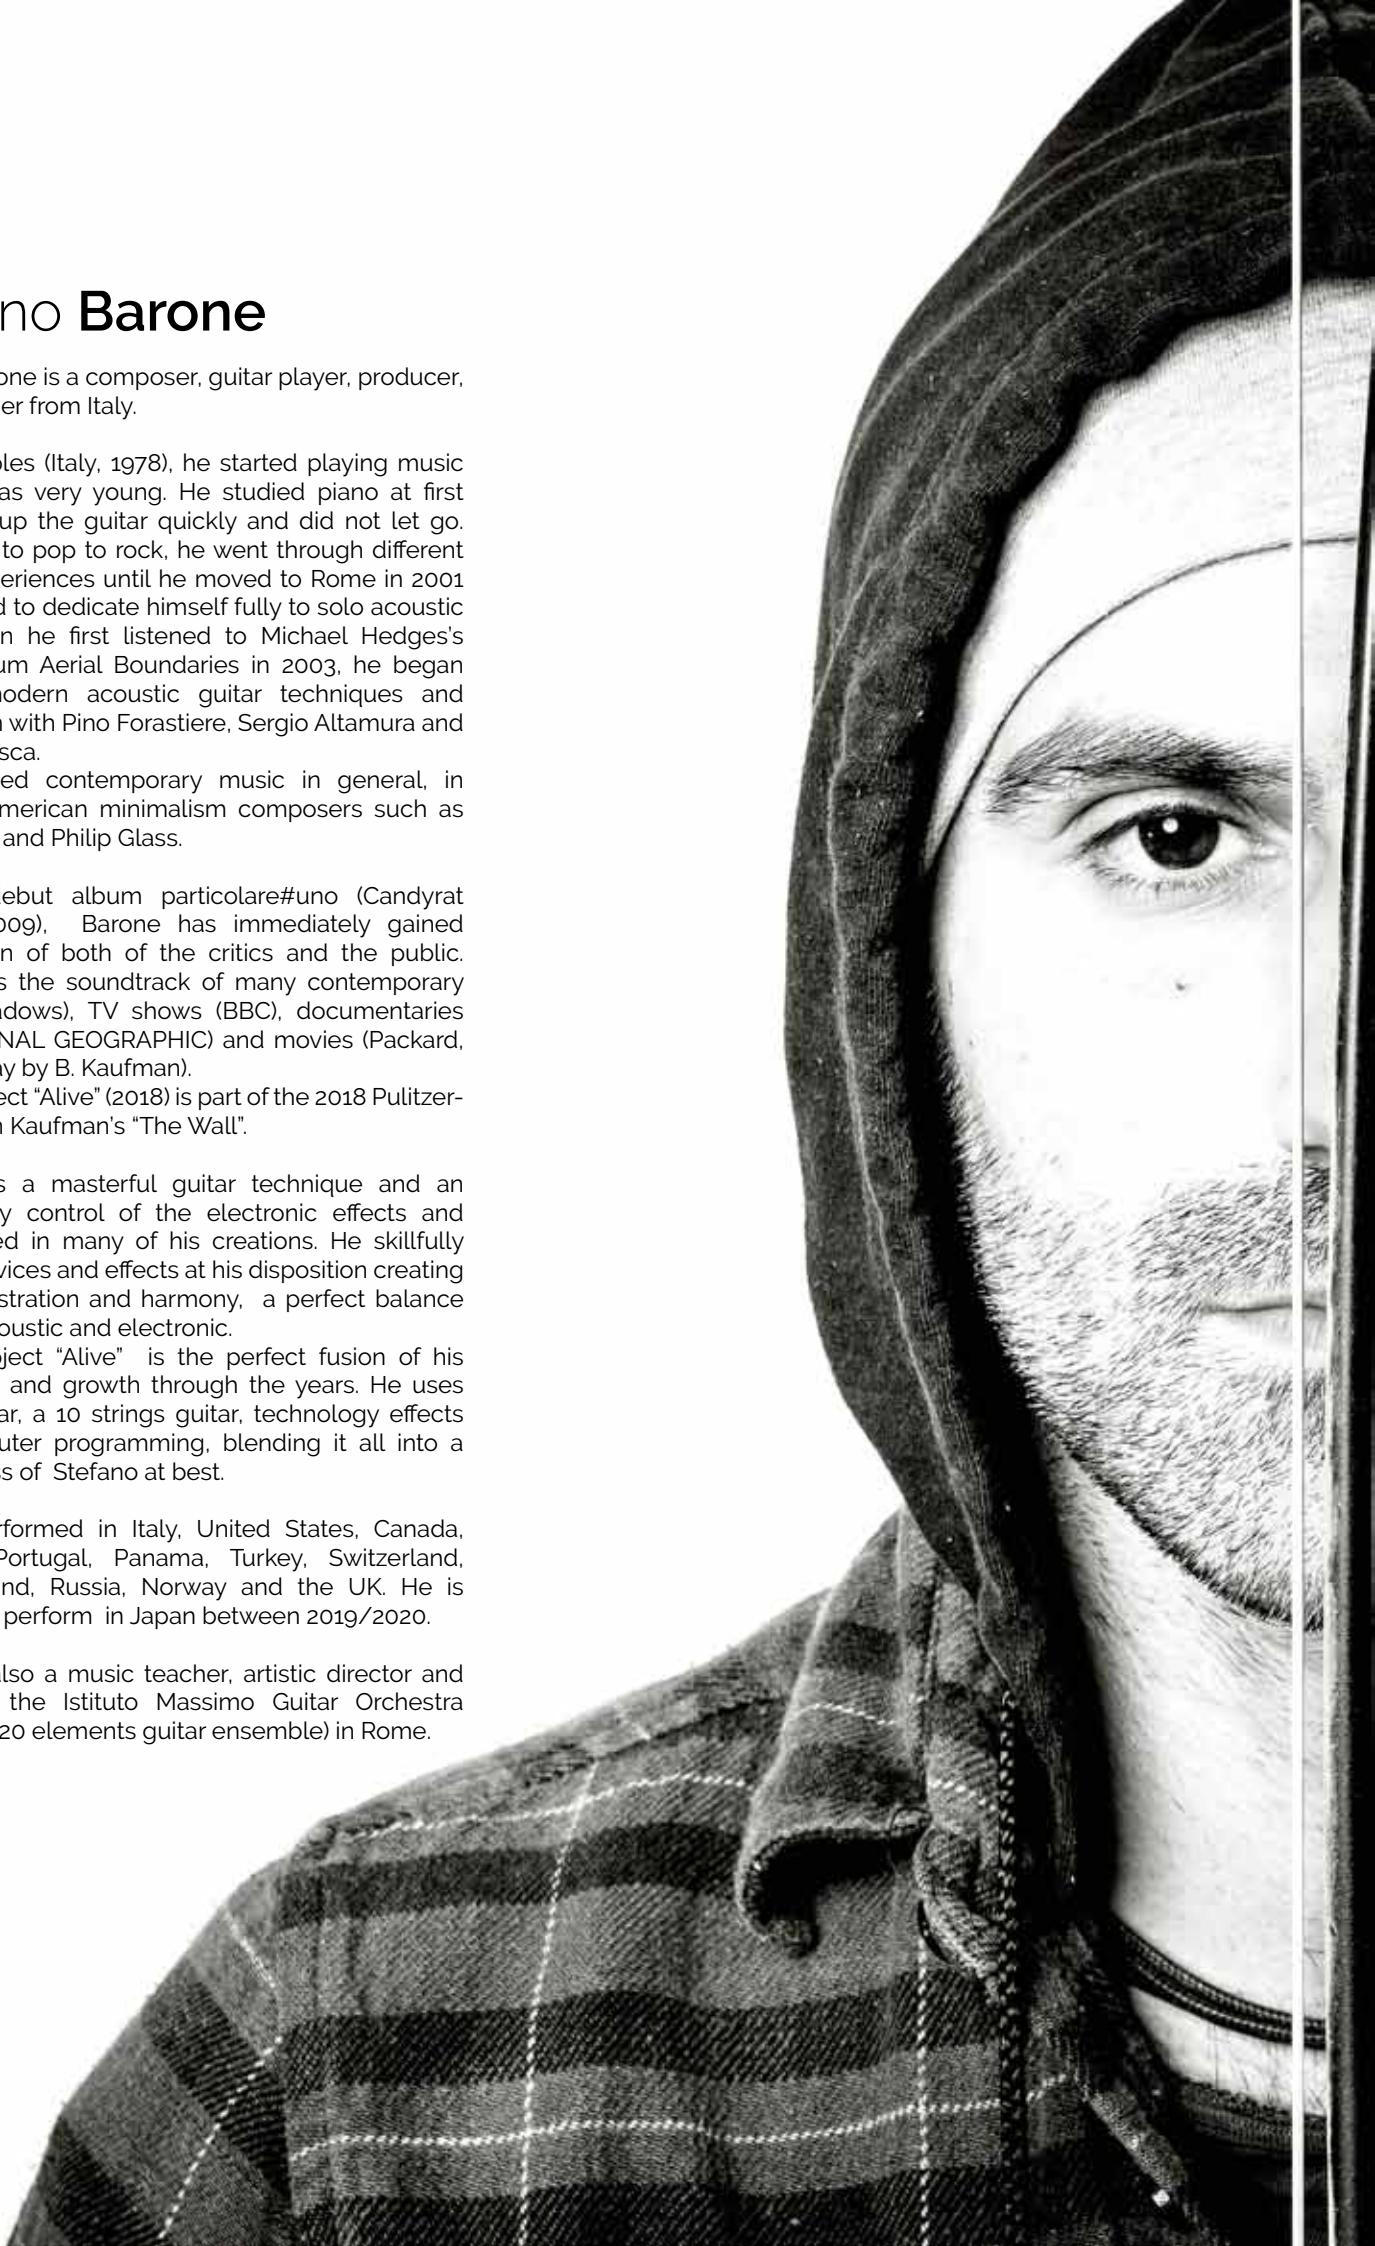 no Barone
one is a composer, guitar player, producer,
er from Italy.
les (Italy, 1978), he started playing music
as very young. He studied piano at first
up the guitar quickly and did not let go.
to pop to rock, he went through different
eriences until he moved to Rome in 2001
d to dedicate himself fully to solo acoustic
n he first listened to Michael Hedges's
um Aerial Boundaries in 2003, he began
odern acoustic guitar techniques and
with Pino Forastiere, Sergio Altamura and
sca.
ed contemporary music in general, in
merican minimalism composers such as
and Philip Glass.
ebut album particolare#uno (Candyrat
009), Barone has immediately gained
n of both of the critics and the public.
s the soundtrack of many contemporary
adows), TV shows (BBC), documentaries
NAL GEOGRAPHIC) and movies (Packard,
ay by B. Kaufman).
ect “Alive” (2018) is part of the 2018 Pulitzer-
n Kaufman's “The Wall”.
s a masterful guitar technique and an
y control of the electronic effects and
ed in many of his creations. He skillfully
vices and effects at his disposition creating
stration and harmony, a perfect balance
oustic and electronic.
ject “Alive” is the perfect fusion of his
and growth through the years. He uses
ar, a 10 strings guitar, technology effects
uter programming, blending it all into a
ss of Stefano at best.
rformed in Italy, United States, Canada,
Portugal, Panama, Turkey, Switzerland,
nd, Russia, Norway and the UK. He is
perform in Japan between 2019/2020.
also a music teacher, artistic director and
the Istituto Massimo Guitar Orchestra
20 elements guitar ensemble) in Rome.